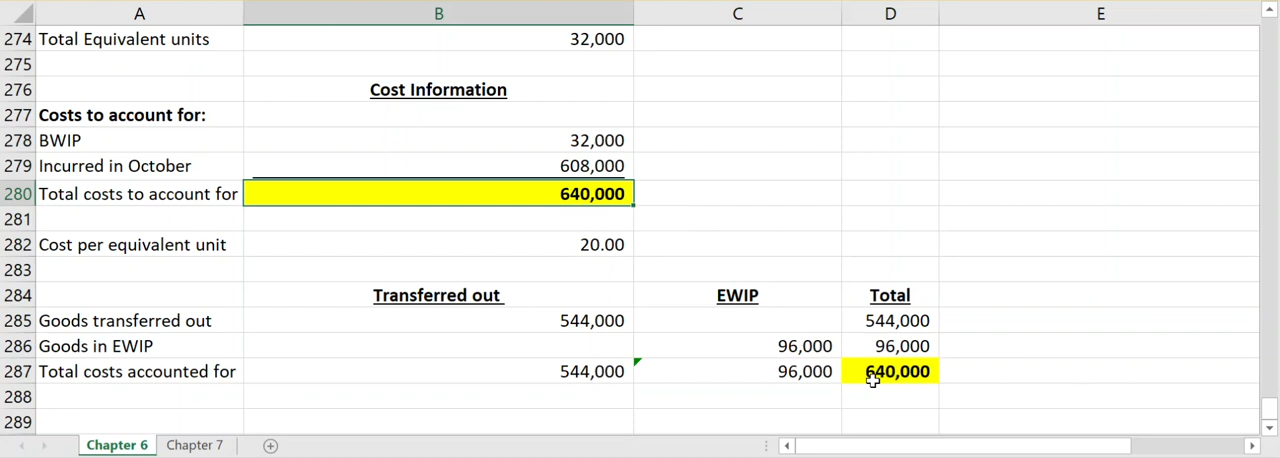 A B C D E
274 Total Equivalent units 32,000
275
276 Cost Information
277 Costs to account for:
278 BWIP 32,000
279 Incurred in October 608,000
280 Total costs to account for 640,000
281
282 Cost per equivalent unit 20.00
283
284 Transferred out EWIP Total
285 Goods transferred out 544,000 544,000
286 Goods in EWIP 96,000 96,000
287 Total costs accounted for 544,000 96,000 640,000
288
289
Chapter 6 Chapter 7